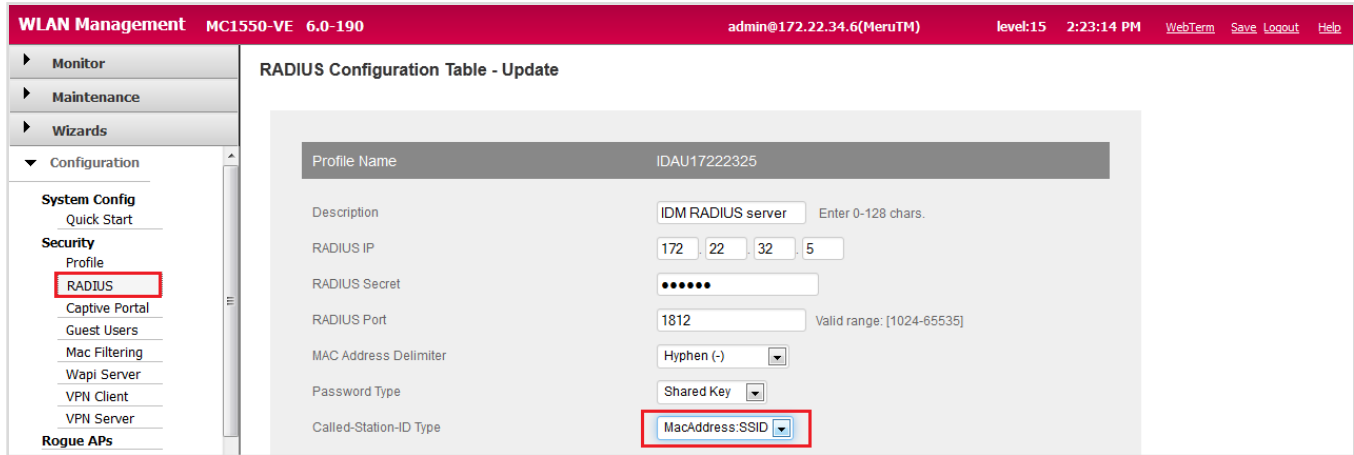 WLAN Management MC1550-VE 6.0-190 admin@172.22.34.6(MeruTM) level:15 2:23:14 PM WebTerm Save Logout Help
Monitor
Maintenance
Wizards
Configuration
System Config
Quick Start
Security
Profile
RADIUS
Captive Portal
Guest Users
Mac Filtering
Wapi Server
VPN Client
VPN Server
Rogue APs
RADIUS Configuration Table - Update
Profile Name IDAU17222325
Description IDM RADIUS server Enter 0-128 chars.
RADIUS IP 172 . 22 . 32 . 5
RADIUS Secret ●●●●●●
RADIUS Port 1812 Valid range: [1024-65535]
MAC Address Delimiter Hyphen (-)
Password Type Shared Key
Called-Station-ID Type MacAddress:SSID